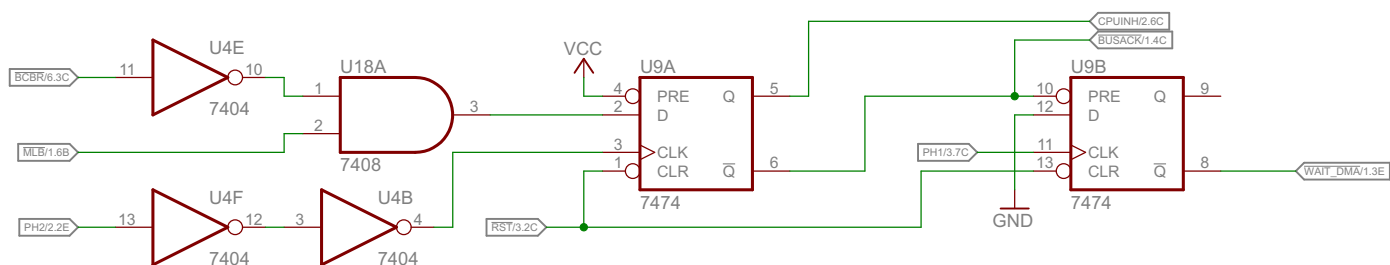 CPUINH/2.6C
BUSACK/1.4C
U4E
BCBR/6.3C
11
10
7404
VCC
U18A
1
2
3
7408
MLB/1.6B
U9A
4
PRE
Q
5
2
D
3
CLK
1
CLR
Q
6
7474
U9B
10
PRE
Q
9
12
D
PH1/3.7C
11
CLK
13
CLR
Q
8
7474
WAIT_DMA/1.3E
GND
U4F
PH2/2.2E
13
12
7404
U4B
3
4
7404
RST/3.2C